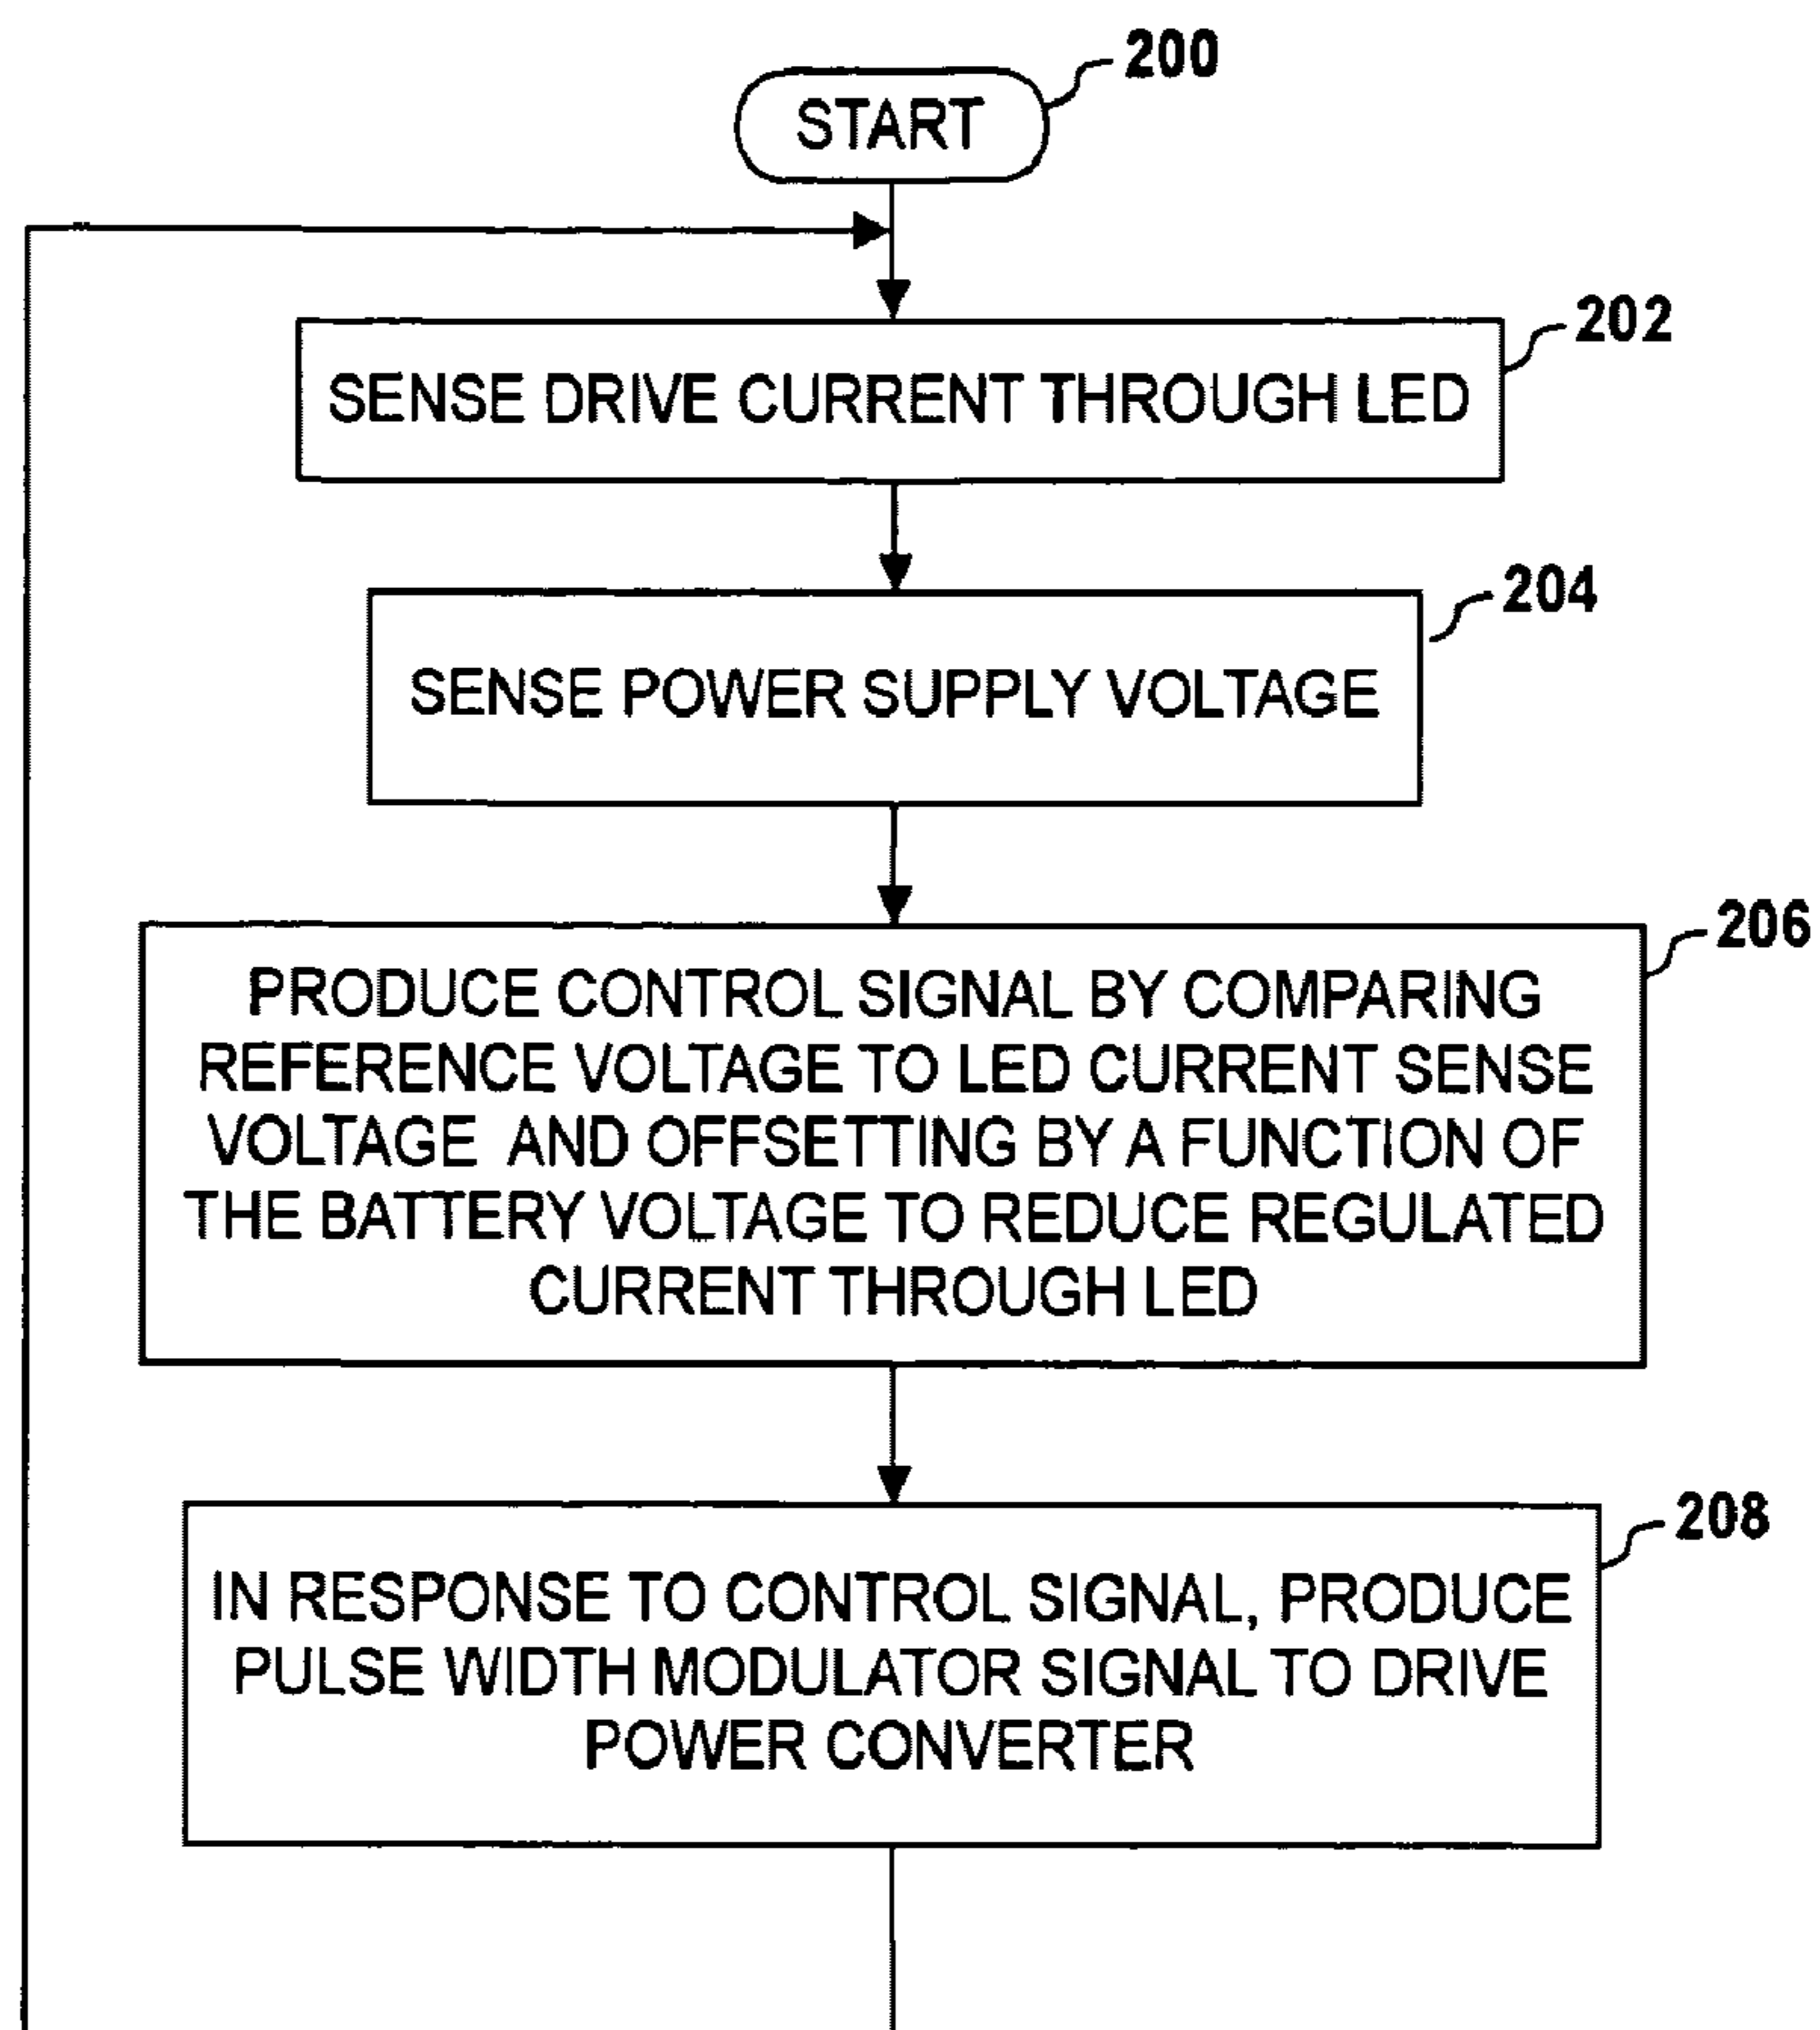 200
START
202
SENSE DRIVE CURRENT THROUGH LED
204
SENSE POWER SUPPLY VOLTAGE
206
PRODUCE CONTROL SIGNAL BY COMPARING
REFERENCE VOLTAGE TO LED CURRENT SENSE
VOLTAGE AND OFFSETTING BY A FUNCTION OF
THE BATTERY VOLTAGE TO REDUCE REGULATED
CURRENT THROUGH LED
208
IN RESPONSE TO CONTROL SIGNAL, PRODUCE
PULSE WIDTH MODULATOR SIGNAL TO DRIVE
POWER CONVERTER